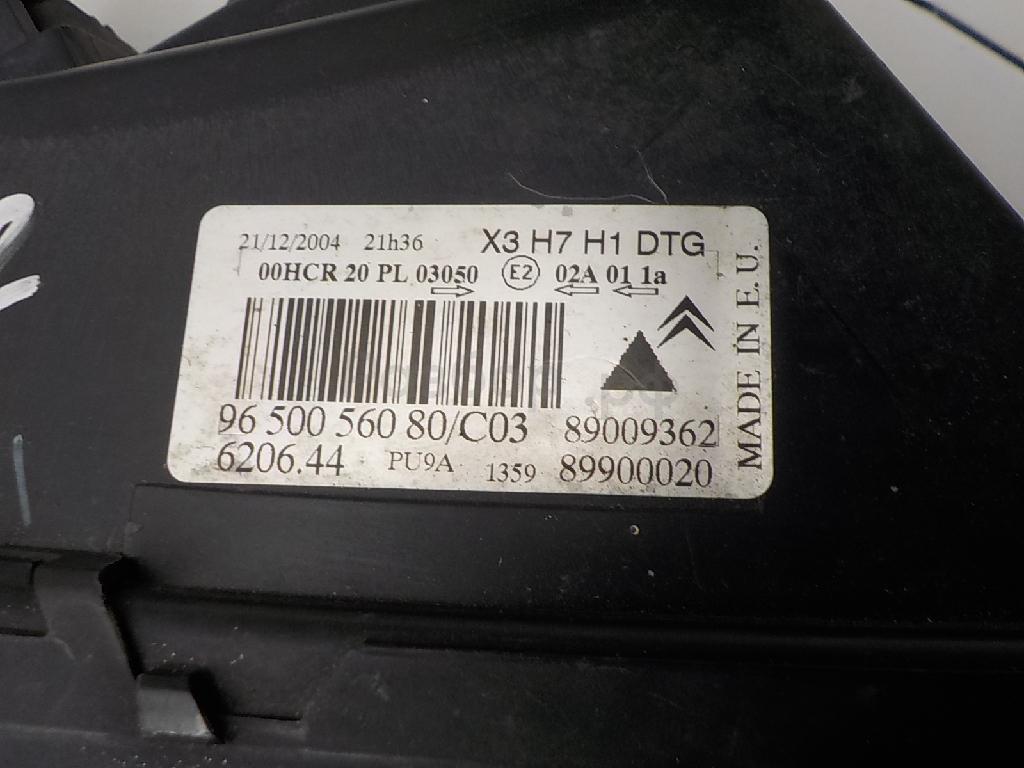 21/12/2004 21h36 X3 H7 H1 DTG
00HCR 20 PL 03050 E2 02A 01 1a
96 500 560 80/C03 89009362
6206.44 PU9A 1359 89900020
MADE IN E.U.